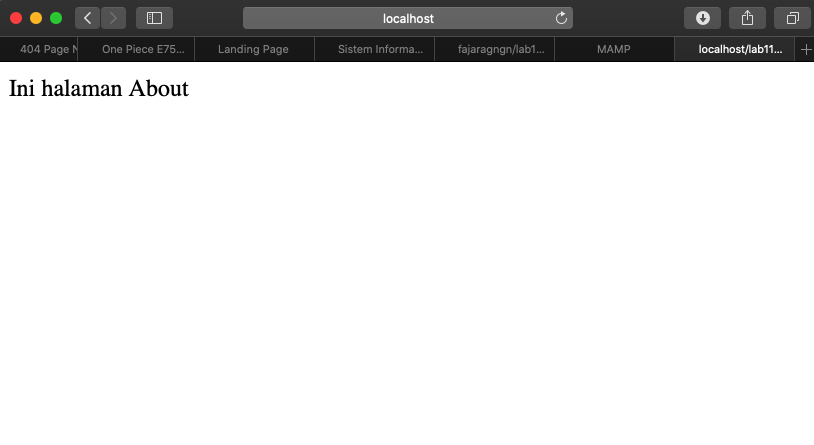 localhost
404 Page N
One Piece E75...
Landing Page
Sistem Informa...
fajaragngn/lab1...
MAMP
localhost/lab11...
Ini halaman About